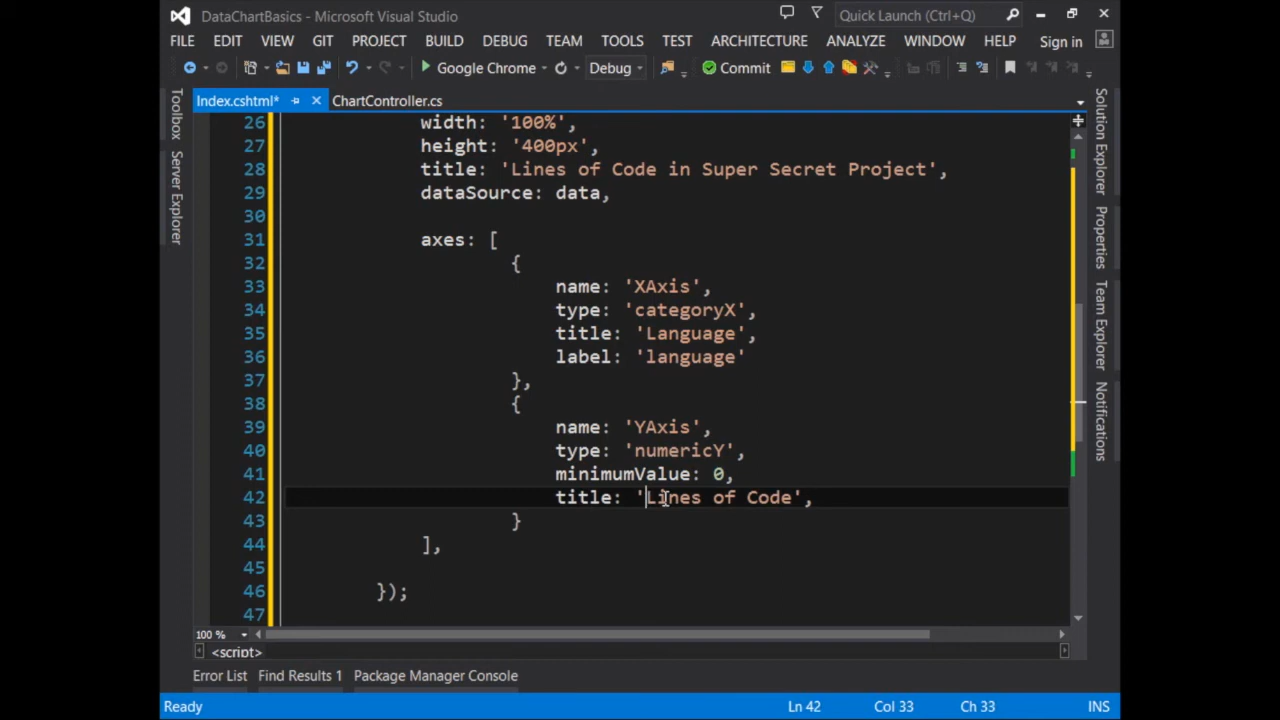 DataChartBasics - Microsoft Visual Studio
Quick Launch (Ctrl+Q)
FILE EDIT VIEW GIT PROJECT BUILD DEBUG TEAM TOOLS TEST ARCHITECTURE ANALYZE WINDOW HELP Sign in
Google Chrome Debug Commit
Index.cshtml* ChartController.cs
Toolbox
Server Explorer
26 width: '100%',
27 height: '400px',
28 title: 'Lines of Code in Super Secret Project',
29 dataSource: data,
30
31 axes: [
32 {
33 name: 'XAxis',
34 type: 'categoryX',
35 title: 'Language',
36 label: 'language'
37 },
38 {
39 name: 'YAxis',
40 type: 'numericY',
41 minimumValue: 0,
42 title: 'Lines of Code',
43 }
44 ],
45
46 });
47
Solution Explorer
Properties
Team Explorer
Notifications
100 %
<script>
Error List Find Results 1 Package Manager Console
Ready Ln 42 Col 33 Ch 33 INS